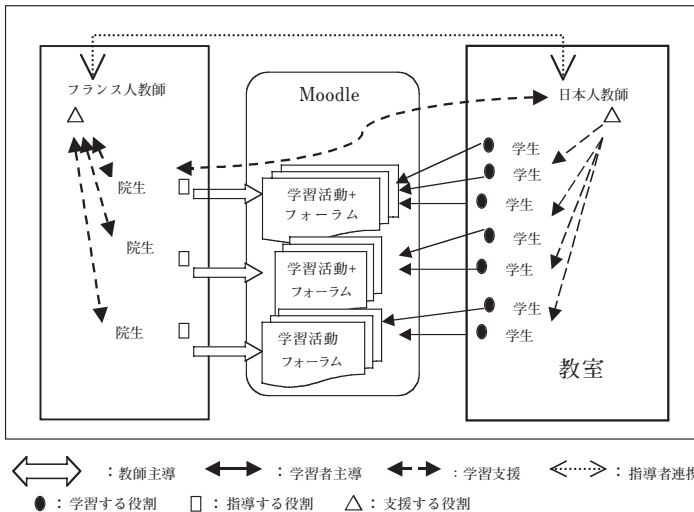 フランス人教師
Moodle
日本人教師
院生
院生
院生
学習活動+
フォーラム
学習活動+
フォーラム
学習活動
フォーラム
学生
学生
学生
学生
学生
学生
学生
教室
：教師主導
：学習者主導
：学習支援
：指導者連携
：学習する役割
：指導する役割
：支援する役割